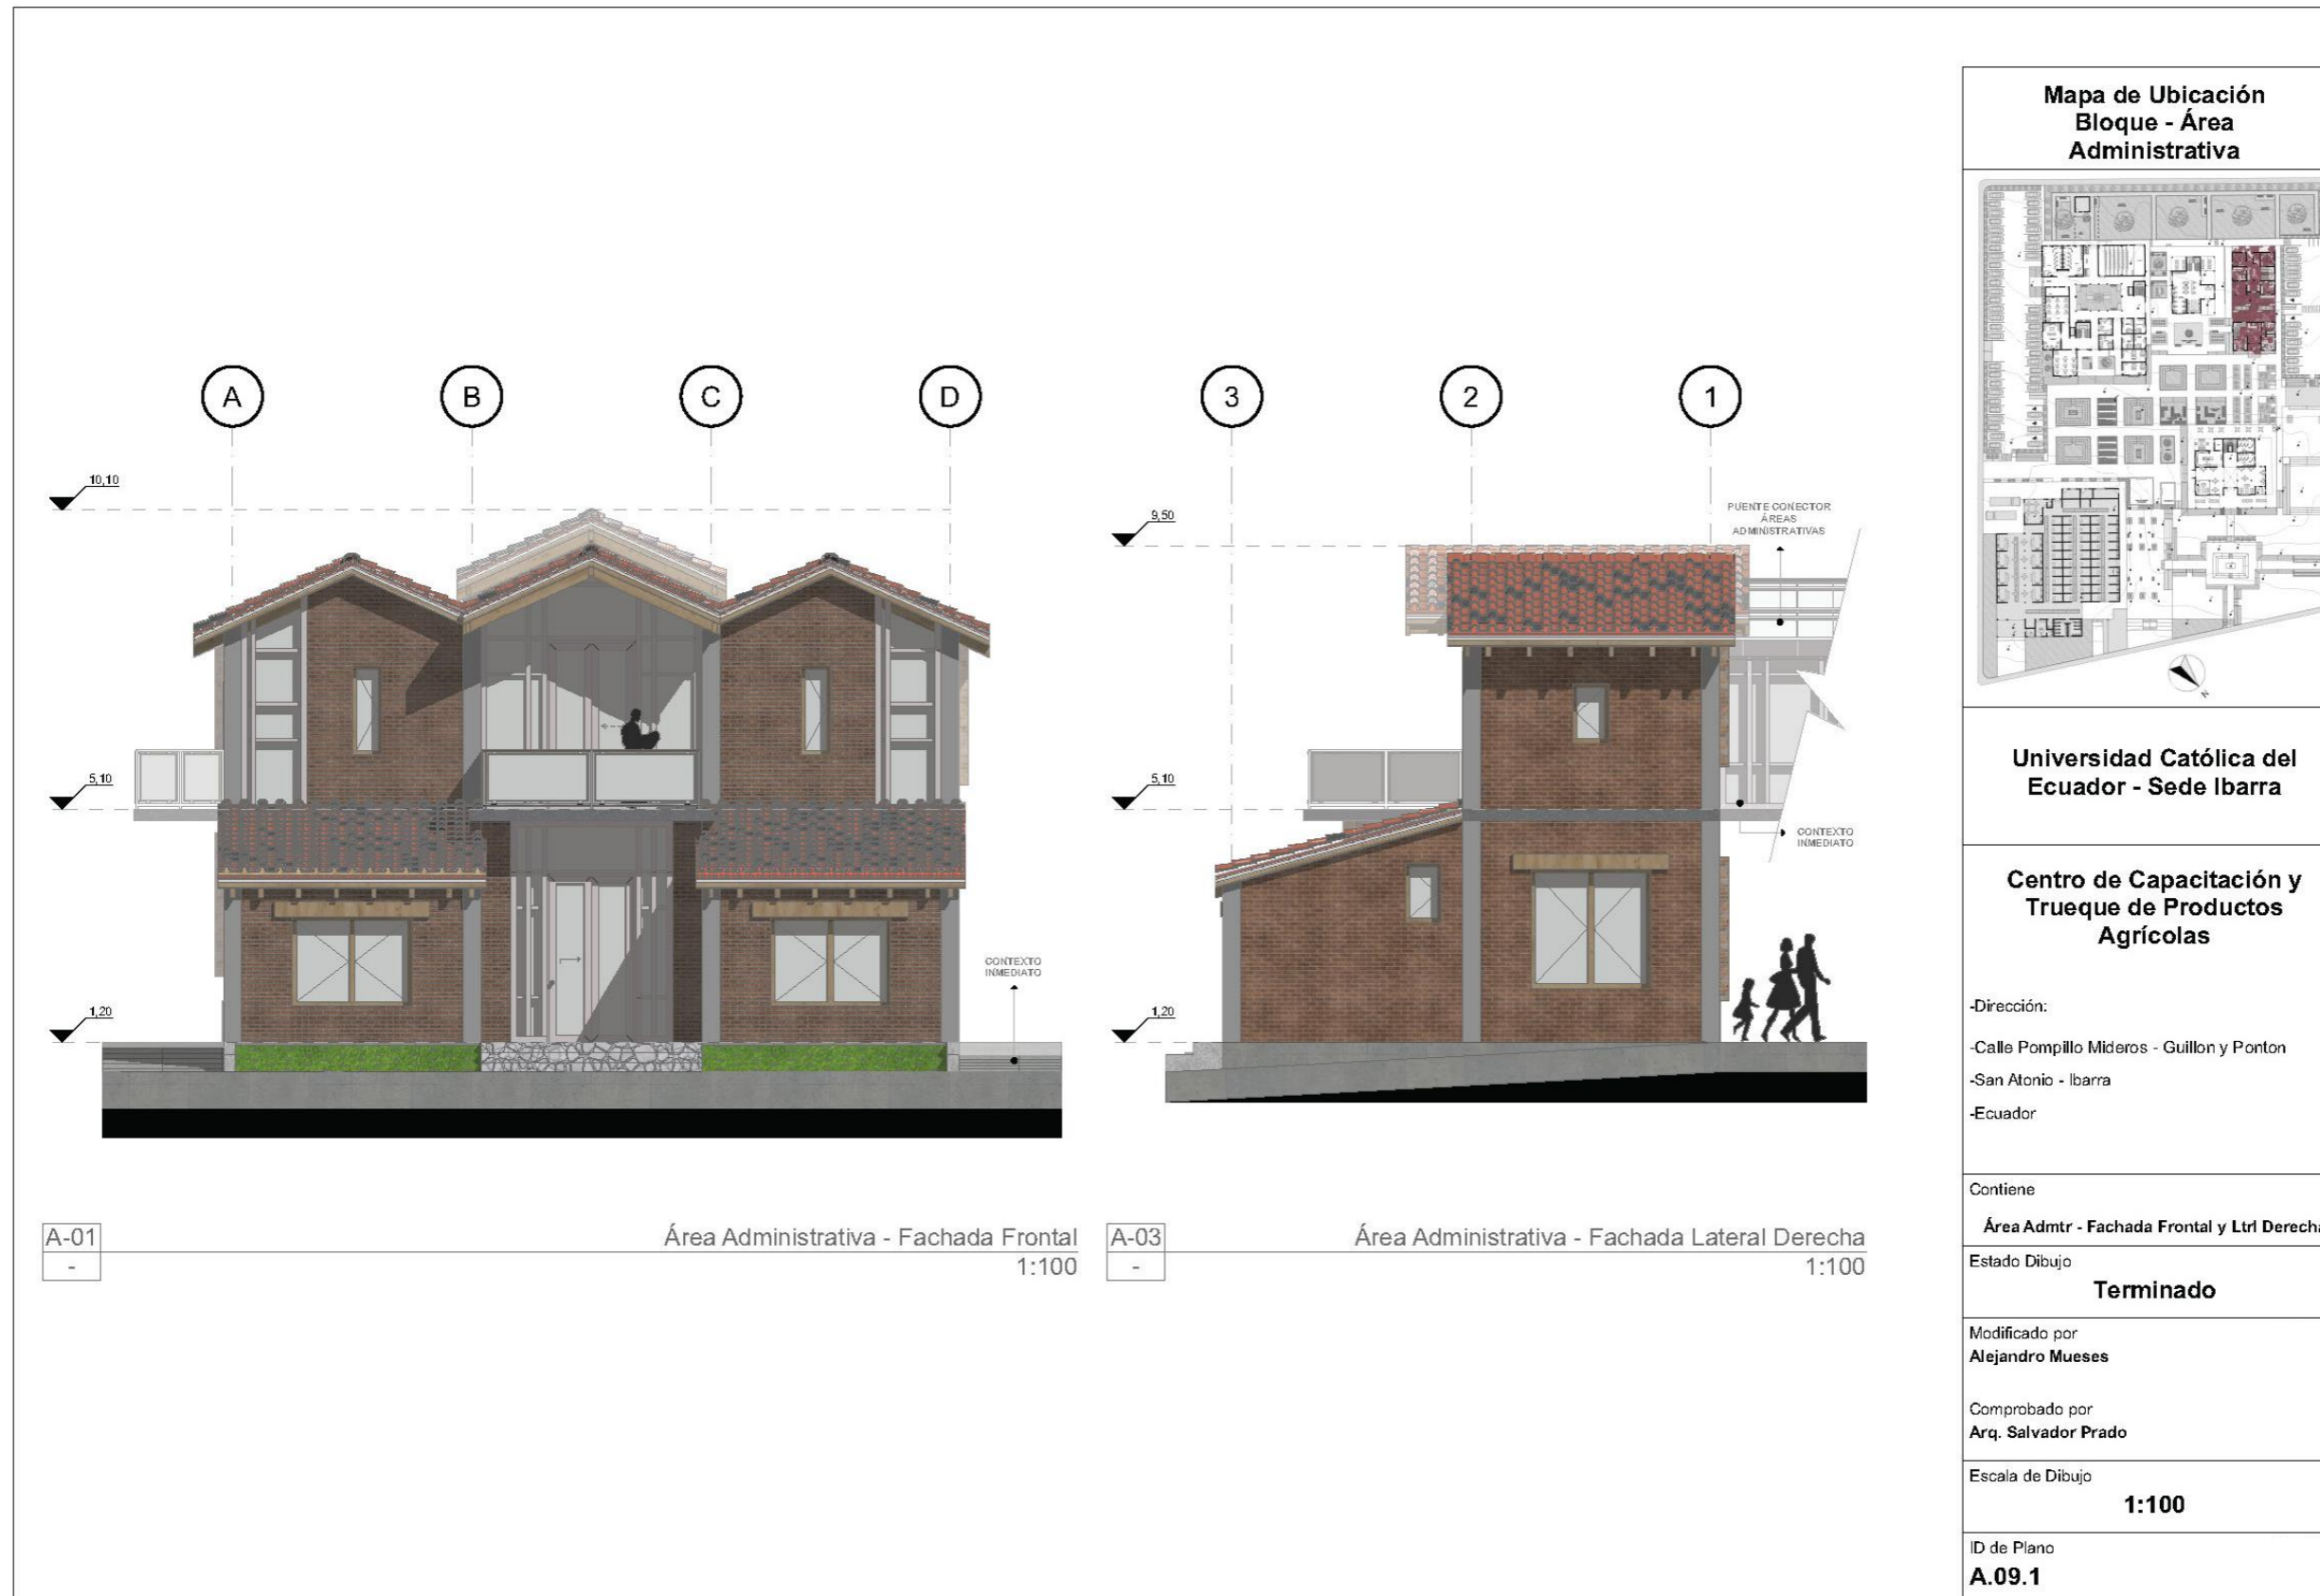 A
B
C
D
10,10
5,10
1,20
CONTEXTO
INMEDIATO
A-01
-
Área Administrativa - Fachada Frontal
1:100
3
2
1
9,50
5,10
1,20
PUENTE CONECTOR
ÁREAS
ADMINISTRATIVAS
CONTEXTO
INMEDIATO
A-03
-
Área Administrativa - Fachada Lateral Derecha
1:100
Mapa de Ubicación
Bloque - Área
Administrativa
N
Universidad Católica del
Ecuador - Sede Ibarra
Centro de Capacitación y
Trueque de Productos
Agrícolas
-Dirección:
-Calle Pompillo Mideros - Guillon y Ponton
-San Atonio - Ibarra
-Ecuador
Contiene
Área Admtr - Fachada Frontal y Ltrl Derecha
Estado Dibujo
Terminado
Modificado por
Alejandro Mueses
Comprobado por
Arq. Salvador Prado
Escala de Dibujo
1:100
ID de Plano
A.09.1